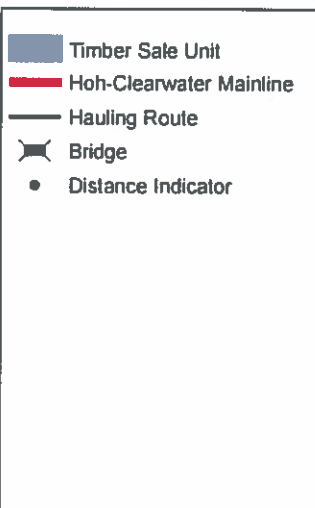 Timber Sale Unit
Hoh-Clearwater Mainline
Hauling Route
Bridge
Distance Indicator